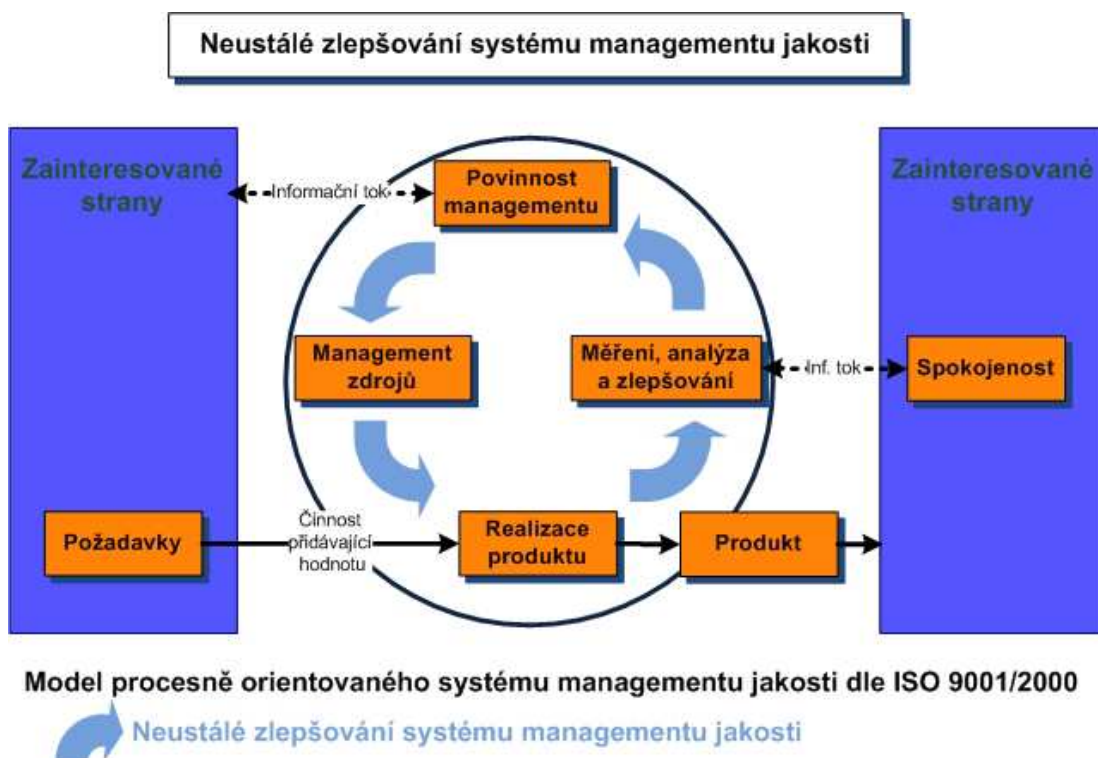 Neustálé zlepšování systému managementu jakosti
Zainteresované
strany
Informační tok
Povinnost
managementu
Zainteresované
strany
Management
zdrojů
Měření, analýza
a zlepšování
Inf. tok
Spokojenost
Požadavky
Činnost
přidávající
hodnotu
Realizace
produktu
Produkt
Model procesně orientovaného systému managementu jakosti dle ISO 9001/2000
Neustálé zlepšování systému managementu jakosti